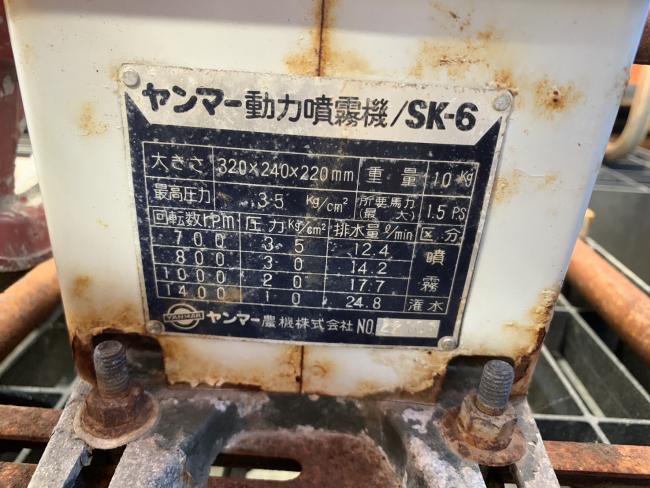 ヤンマー動力噴霧機/SK-6
大きさ 320×240×220mm 重量 10Kg
最高圧力 35 Kg/cm² 所要馬力(最大) 1.5PS
回転数r.p.m 圧力Kg/cm² 排水量ℓ/min 区分
700 35 12.4 噴霧
800 30 14.2
1000 20 17.7
1400 10 24.8 灌水
YANMAR ヤンマー農機株式会社 NO.